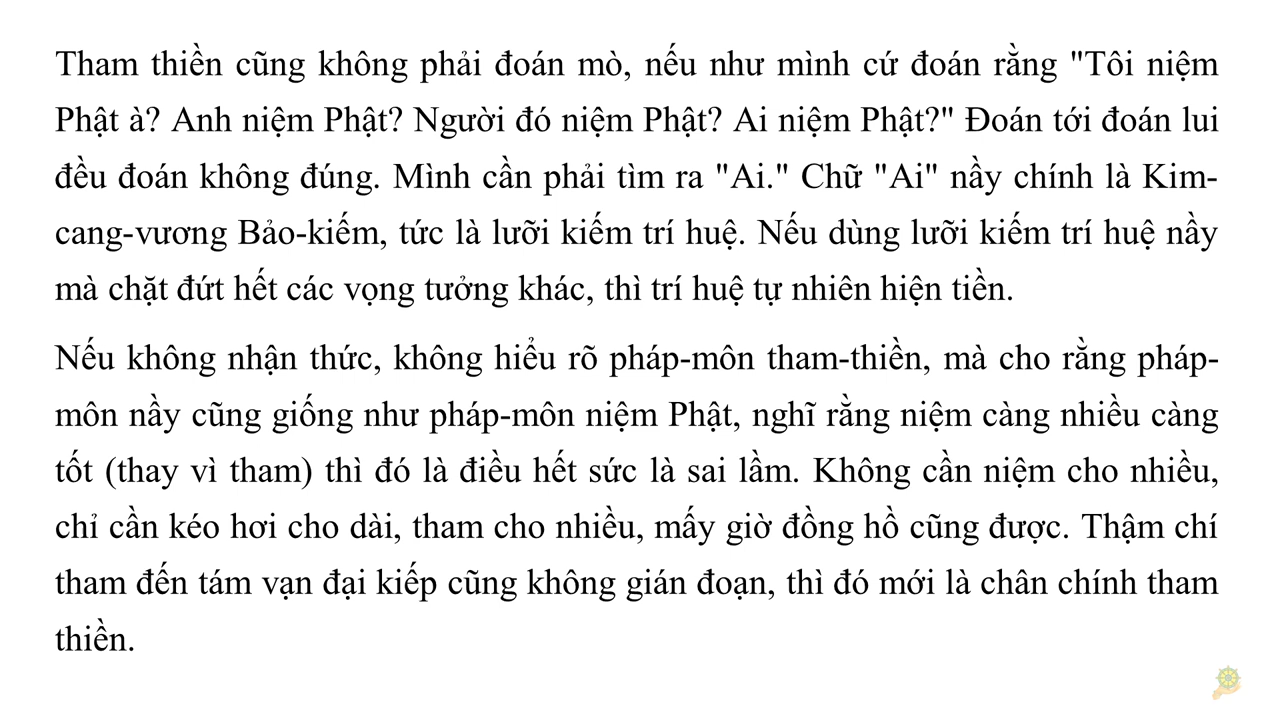 Tham thiền cũng không phải đoán mò, nếu như mình cứ đoán rằng "Tôi niệm
Phật à? Anh niệm Phật? Người đó niệm Phật? Ai niệm Phật?" Đoán tới đoán lui
đều đoán không đúng. Mình cần phải tìm ra "Ai." Chữ "Ai" nầy chính là Kim-
cang-vương Bảo-kiếm, tức là lưỡi kiếm trí huệ. Nếu dùng lưỡi kiếm trí huệ nầy
mà chặt đứt hết các vọng tưởng khác, thì trí huệ tự nhiên hiện tiền.
Nếu không nhận thức, không hiểu rõ pháp-môn tham-thiền, mà cho rằng pháp-
môn nầy cũng giống như pháp-môn niệm Phật, nghĩ rằng niệm càng nhiều càng
tốt (thay vì tham) thì đó là điều hết sức là sai lầm. Không cần niệm cho nhiều,
chỉ cần kéo hơi cho dài, tham cho nhiều, mấy giờ đồng hồ cũng được. Thậm chí
tham đến tám vạn đại kiếp cũng không gián đoạn, thì đó mới là chân chính tham
thiền.